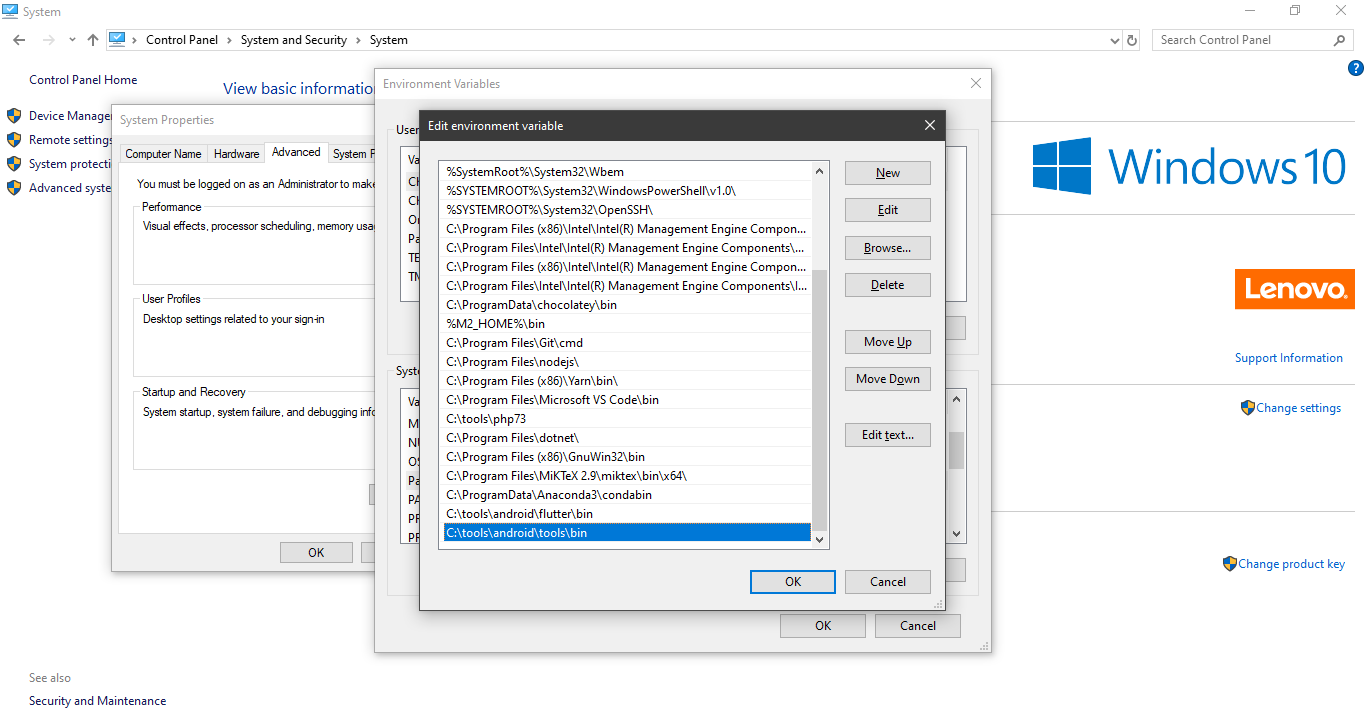 System
Control Panel
System and Security
System
Search Control Panel
Control Panel Home
View basic information
Device Manager
Remote settings
System protecti
Advanced syste
System Properties
Computer Name
Hardware
Advanced
System P
You must be logged on as an Administrator to make
Performance
Visual effects, processor scheduling, memory usag
User Profiles
Desktop settings related to your sign-in
Startup and Recovery
System startup, system failure, and debugging info
OK
Environment Variables
User
Va
Ch
Ch
On
Pa
TE
TM
Syste
Va
NU
OS
Pa
PA
PR
PR
OK
Cancel
Edit environment variable
%SystemRoot%\System32\Wbem
%SYSTEMROOT%\System32\WindowsPowerShell\v1.0\
%SYSTEMROOT%\System32\OpenSSH\
C:\Program Files (x86)\Intel\Intel(R) Management Engine Compon...
C:\Program Files\Intel\Intel(R) Management Engine Components\...
C:\Program Files (x86)\Intel\Intel(R) Management Engine Compon...
C:\Program Files\Intel\Intel(R) Management Engine Components\I...
C:\ProgramData\chocolatey\bin
%M2_HOME%\bin
C:\Program Files\Git\cmd
C:\Program Files\nodejs\
C:\Program Files (x86)\Yarn\bin\
C:\Program Files\Microsoft VS Code\bin
C:\tools\php73
C:\Program Files\dotnet\
C:\Program Files (x86)\GnuWin32\bin
C:\Program Files\MiKTeX 2.9\miktex\bin\x64\
C:\ProgramData\Anaconda3\condabin
C:\tools\android\flutter\bin
C:\tools\android\tools\bin
New
Edit
Browse...
Delete
Move Up
Move Down
Edit text...
OK
Cancel
Windows 10
Lenovo
Support Information
Change settings
Change product key
See also
Security and Maintenance